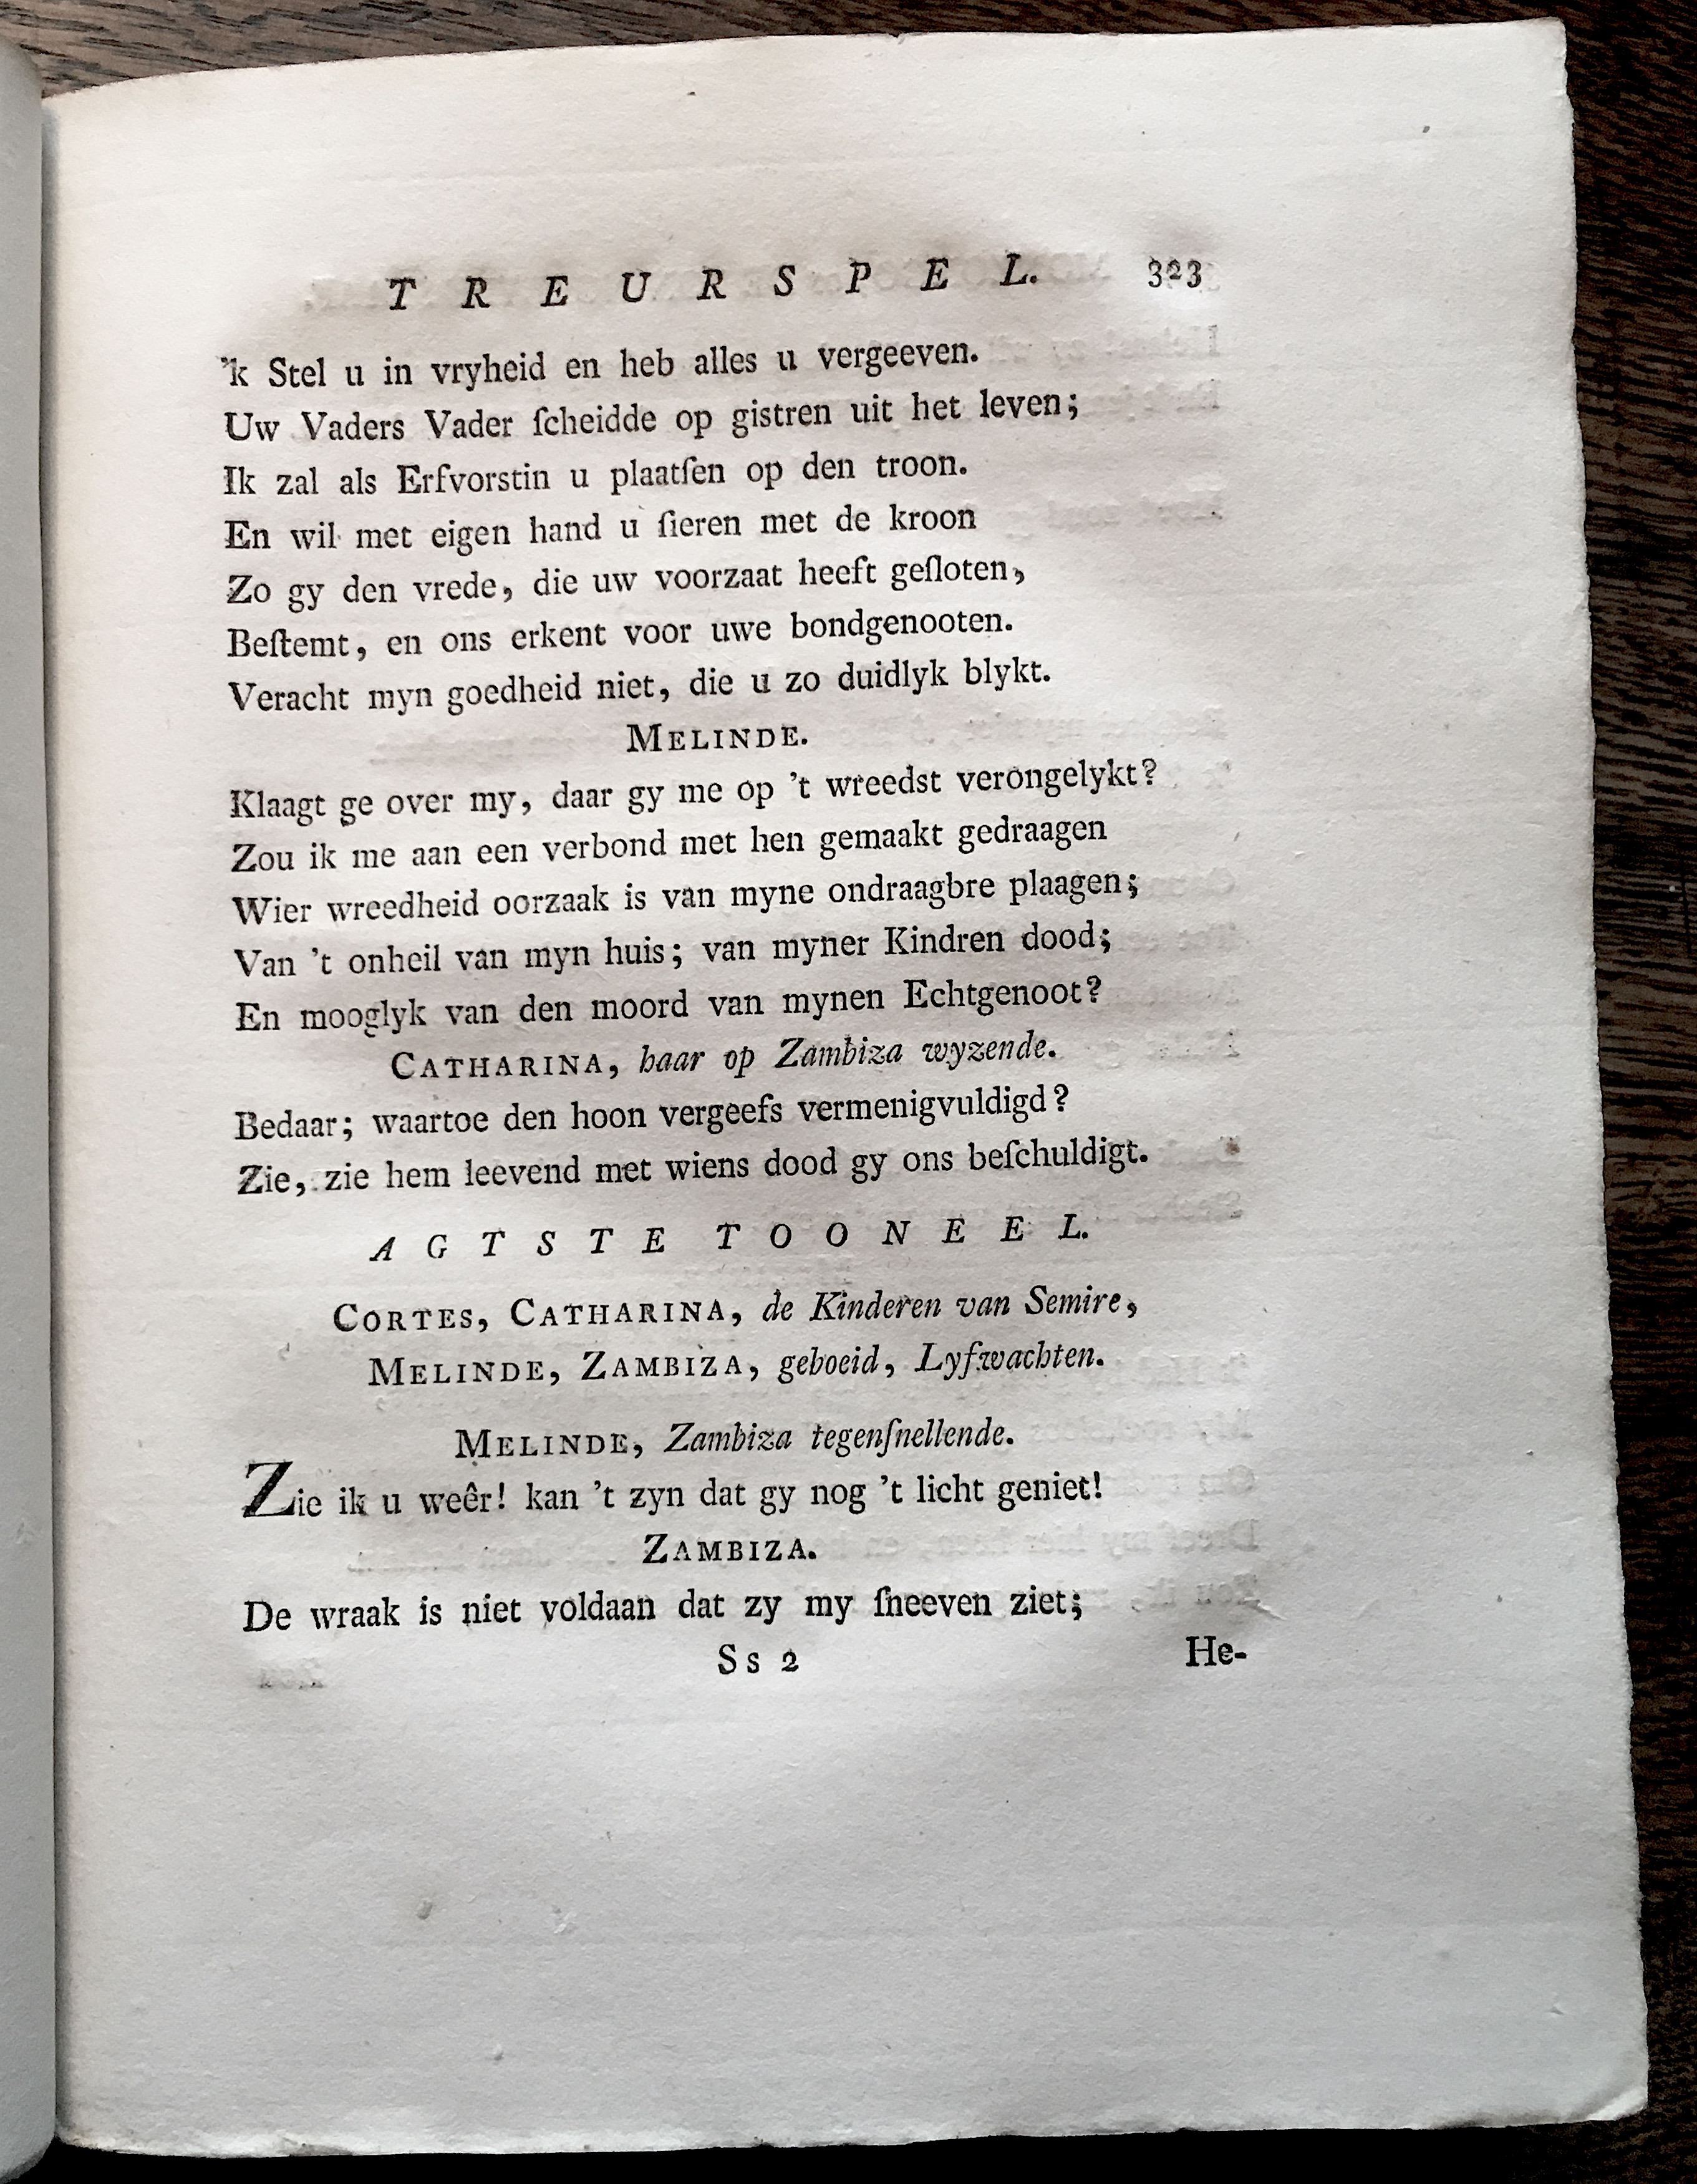 TREURSPEL. 323
’k Stel u in vryheid en heb alles u vergeeven.
Uw Vaders Vader ſcheidde op gistren uit het leven;
Ik zal als Erfvorstin u plaatſen op den troon.
En wil met eigen hand u ſieren met de kroon
Zo gy den vrede, die uw voorzaat heeft geſloten,
Beſtemt, en ons erkent voor uwe bondgenooten.
Veracht myn goedheid niet, die u zo duidlyk blykt.
MELINDE.
Klaagt ge over my, daar gy me op ’t wreedst verongelykt?
Zou ik me aan een verbond met hen gemaakt gedraagen
Wier wreedheid oorzaak is van myne ondraagbre plaagen;
Van ’t onheil van myn huis; van myner Kindren dood;
En mooglyk van den moord van mynen Echtgenoot?
CATHARINA, haar op Zambiza wyzende.
Bedaar; waartoe den hoon vergeefs vermenigvuldigd?
Zie, zie hem leevend met wiens dood gy ons beſchuldigt.
AGTSTE TOONEEL.
CORTES, CATHARINA, de Kinderen van Semire,
MELINDE, ZAMBIZA, geboeid, Lyfwachten.
MELINDE, Zambiza tegenſnellende.
Zie ik u weêr! kan ’t zyn dat gy nog ’t licht geniet!
ZAMBIZA.
De wraak is niet voldaan dat zy my ſneeven ziet;
Ss 2 He-